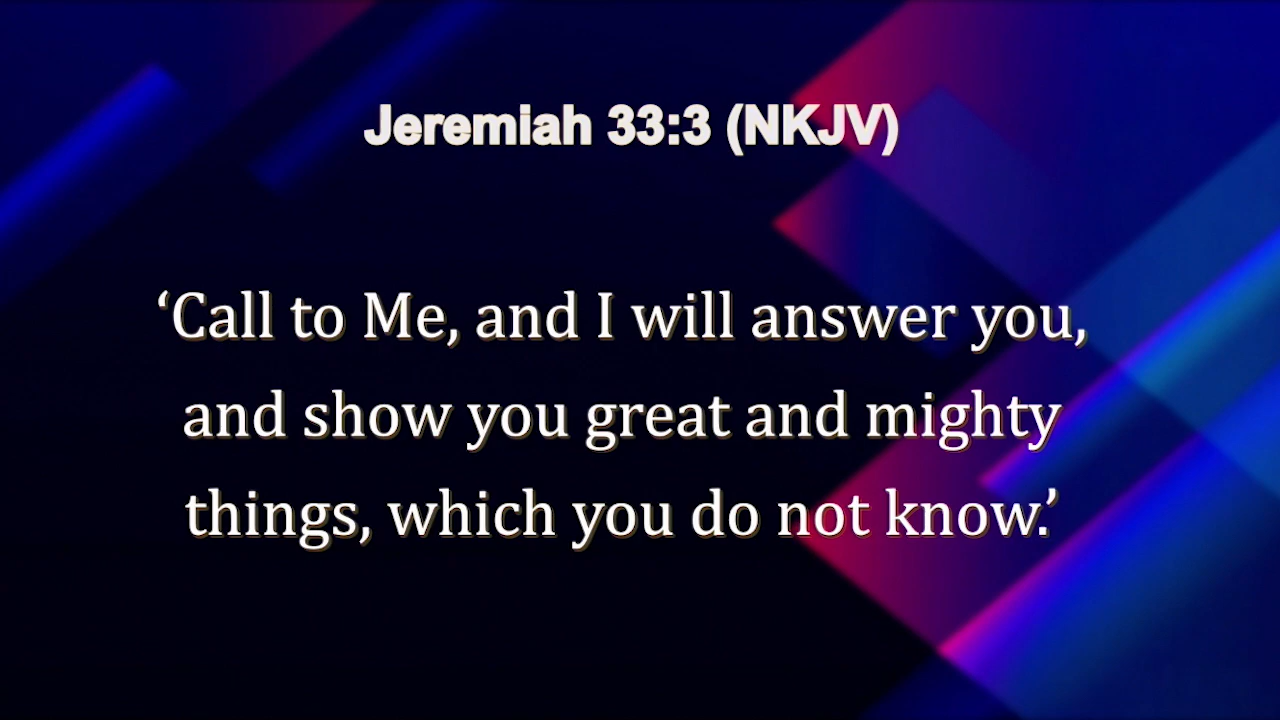 Jeremiah 33:3 (NKJV)
‘Call to Me, and I will answer you,
and show you great and mighty
things, which you do not know.’